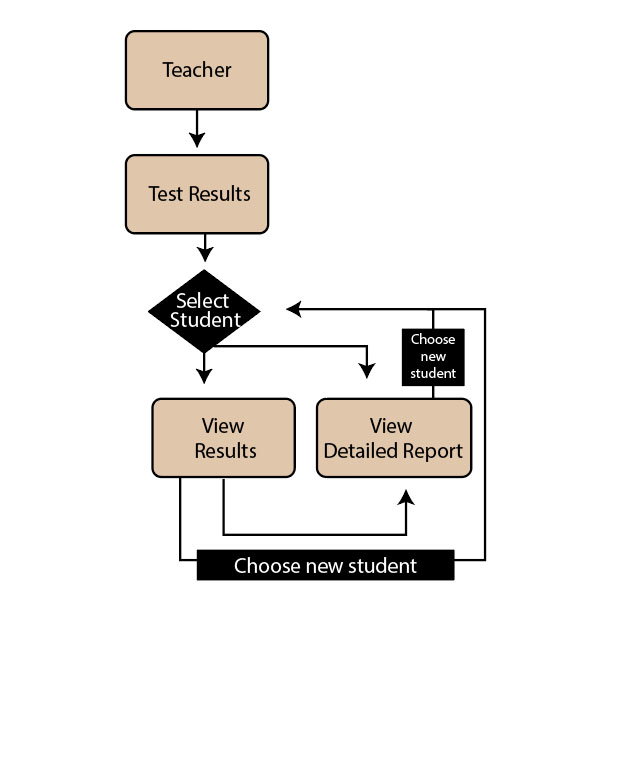 Teacher
Test Results
Select
Student
Choose
new
student
View
Results
View
Detailed Report
Choose new student